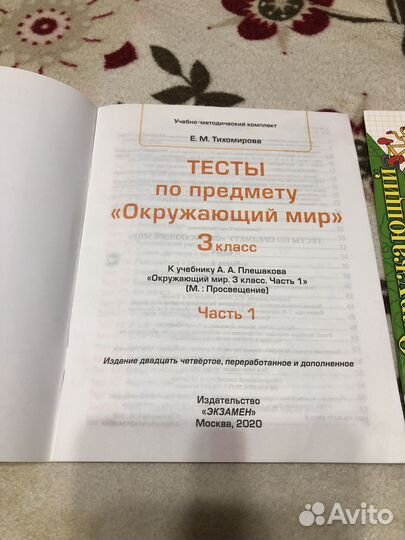 Учебно-методический комплект
Е. М. Тихомирова
ТЕСТЫ
по предмету
«Окружающий мир»
3 класс
К учебнику А. А. Плешакова
«Окружающий мир. 3 класс. Часть 1»
(М. : Просвещение)
Часть 1
Издание двадцать четвёртое, переработанное и дополненное
Издательство
«ЭКЗАМЕН»
Москва, 2020
Окружающий
Avito